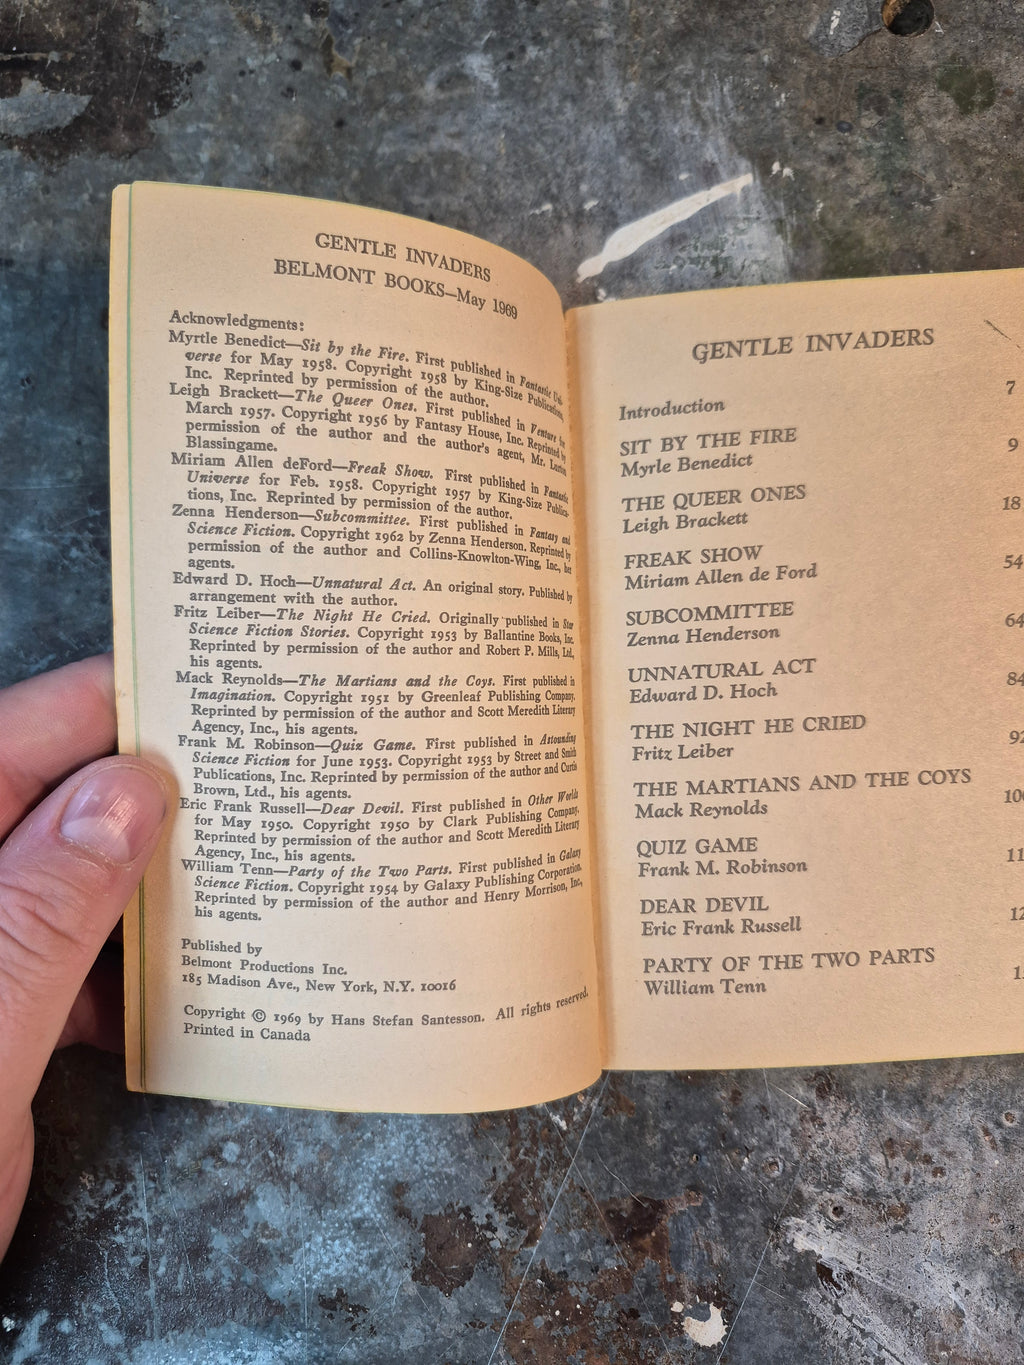 GENTLE INVADERS
BELMONT BOOKS—May 1969
Acknowledgments:
Myrtle Benedict—Sit by the Fire. First published in Fantastic Uni-
verse for May 1958. Copyright 1958 by King-Size Publications,
Inc. Reprinted by permission of the author.
Leigh Brackett—The Queer Ones. First published in Venture for
March 1957. Copyright 1956 by Fantasy House, Inc. Reprinted by
permission of the author and the author's agent, Mr. Lurton
Blassingame.
Miriam Allen deFord—Freak Show. First published in Fantastic
Universe for Feb. 1958. Copyright 1957 by King-Size Publica-
tions, Inc. Reprinted by permission of the author.
Zenna Henderson—Subcommittee. First published in Fantasy and
Science Fiction. Copyright 1962 by Zenna Henderson. Reprinted by
permission of the author and Collins-Knowlton-Wing, Inc., her
agents.
Edward D. Hoch—Unnatural Act. An original story. Published by
arrangement with the author.
Fritz Leiber—The Night He Cried. Originally published in Star
Science Fiction Stories. Copyright 1953 by Ballantine Books, Inc.
Reprinted by permission of the author and Robert P. Mills, Ltd.,
his agents.
Mack Reynolds—The Martians and the Coys. First published in
Imagination. Copyright 1951 by Greenleaf Publishing Company.
Reprinted by permission of the author and Scott Meredith Literary
Agency, Inc., his agents.
Frank M. Robinson—Quiz Game. First published in Astounding
Science Fiction for June 1953. Copyright 1953 by Street and Smith
Publications, Inc. Reprinted by permission of the author and Curtis
Brown, Ltd., his agents.
Eric Frank Russell—Dear Devil. First published in Other Worlds
for May 1950. Copyright 1950 by Clark Publishing Company.
Reprinted by permission of the author and Scott Meredith Literary
Agency, Inc., his agents.
William Tenn—Party of the Two Parts. First published in Galaxy
Science Fiction. Copyright 1954 by Galaxy Publishing Corporation.
Reprinted by permission of the author and Henry Morrison, Inc.,
his agents.
Published by
Belmont Productions Inc.
185 Madison Ave., New York, N.Y. 10016
Copyright © 1969 by Hans Stefan Santesson. All rights reserved.
Printed in Canada
GENTLE INVADERS
Introduction 7
SIT BY THE FIRE 9
Myrle Benedict
THE QUEER ONES 18
Leigh Brackett
FREAK SHOW 54
Miriam Allen de Ford
SUBCOMMITTEE 64
Zenna Henderson
UNNATURAL ACT 84
Edward D. Hoch
THE NIGHT HE CRIED 92
Fritz Leiber
THE MARTIANS AND THE COYS
Mack Reynolds
QUIZ GAME
Frank M. Robinson
DEAR DEVIL
Eric Frank Russell
PARTY OF THE TWO PARTS
William Tenn